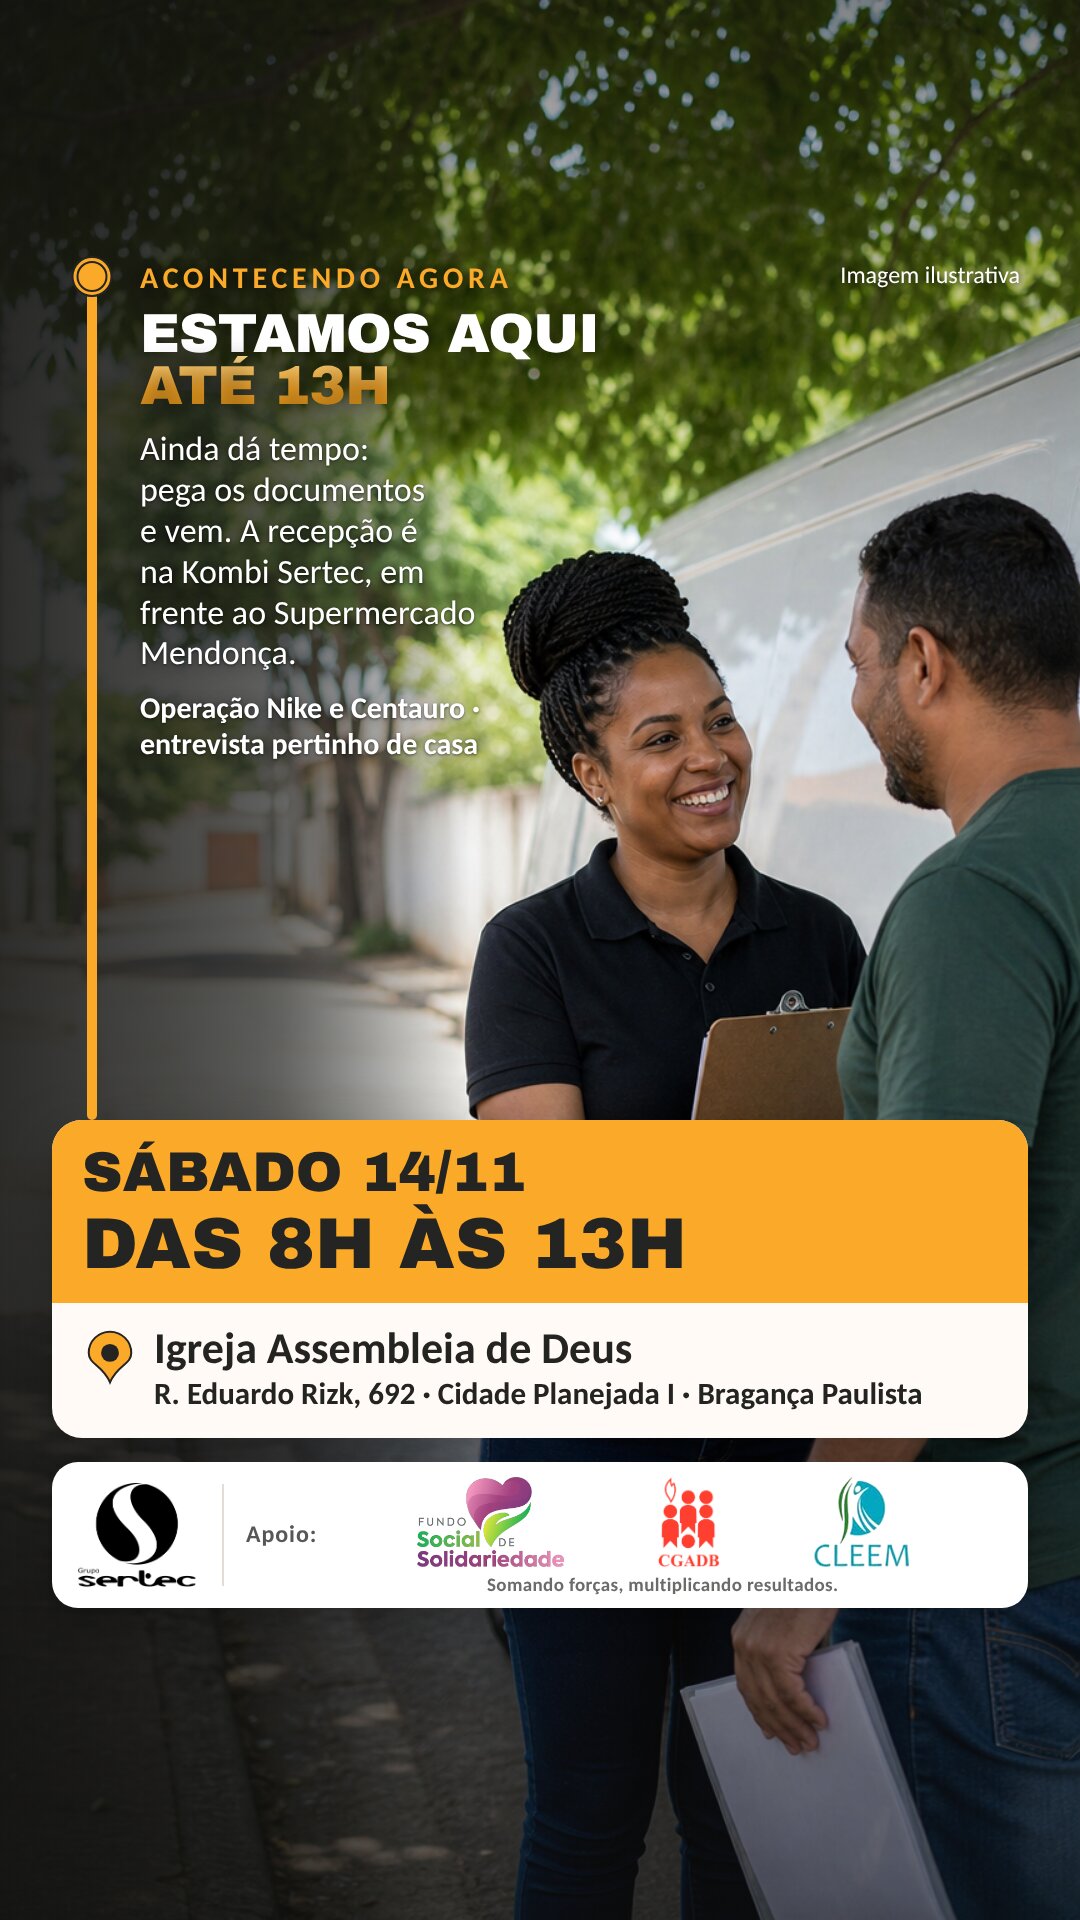 ACONTECENDO AGORA
Imagem ilustrativa
ESTAMOS AQUI
ATÉ 13H
Ainda dá tempo:
pega os documentos
e vem. A recepção é
na Kombi Sertec, em
frente ao Supermercado
Mendonça.
Operação Nike e Centauro ·
entrevista pertinho de casa
SÁBADO 14/11
DAS 8H ÀS 13H
Igreja Assembleia de Deus
R. Eduardo Rizk, 692 · Cidade Planejada I · Bragança Paulista
Grupo
sertec
Apoio:
FUNDO
Social DE
Solidariedade
CGADB
CLEEM
Somando forças, multiplicando resultados.